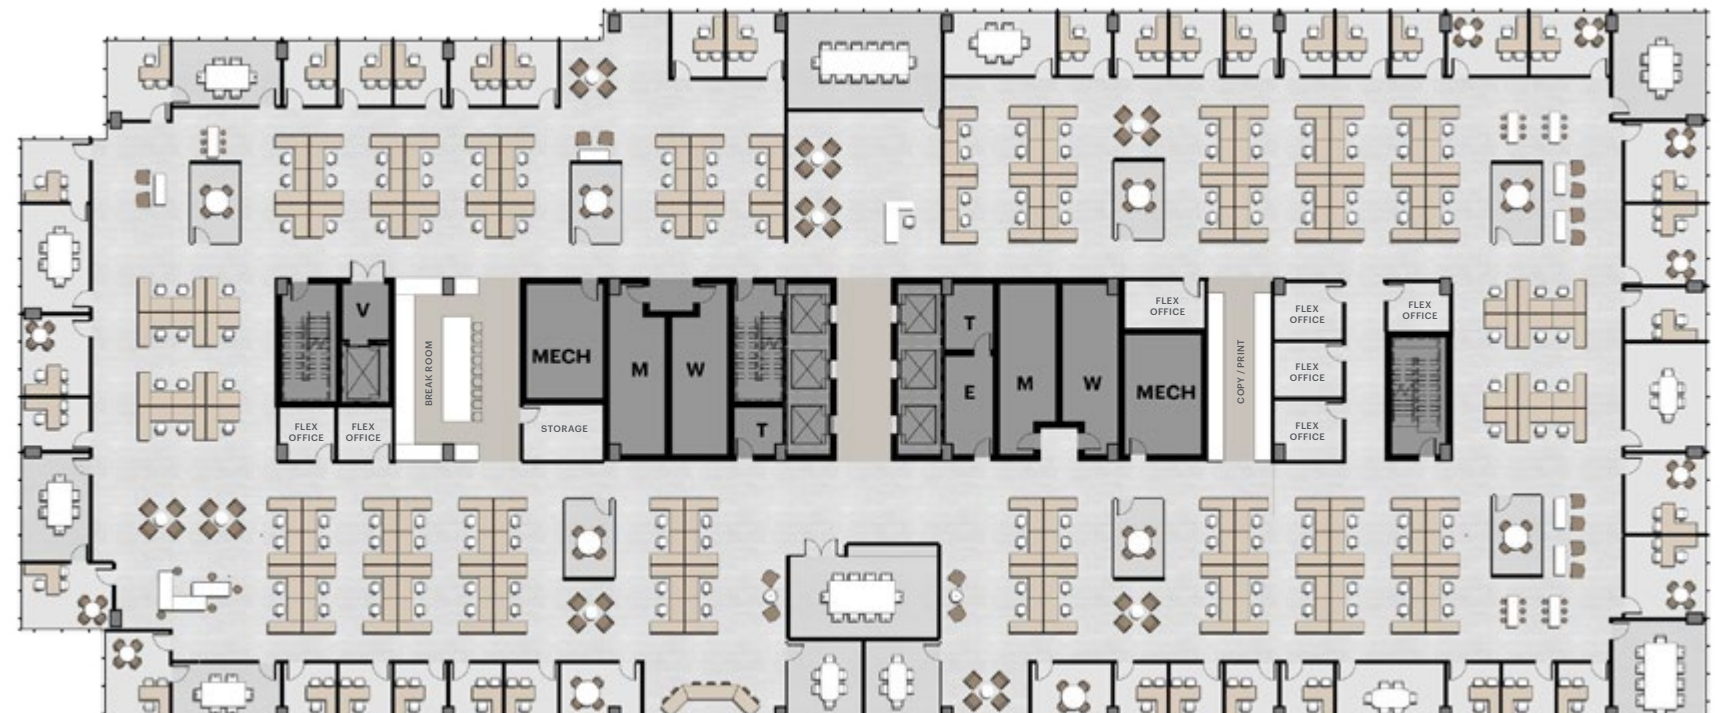 V
BREAK ROOM
MECH
M
W
T
E
M
W
FLEX
OFFICE
MECH
COPY / PRINT
FLEX
OFFICE
FLEX
OFFICE
FLEX
OFFICE
FLEX
OFFICE
FLEX
OFFICE
FLEX
OFFICE
STORAGE
T